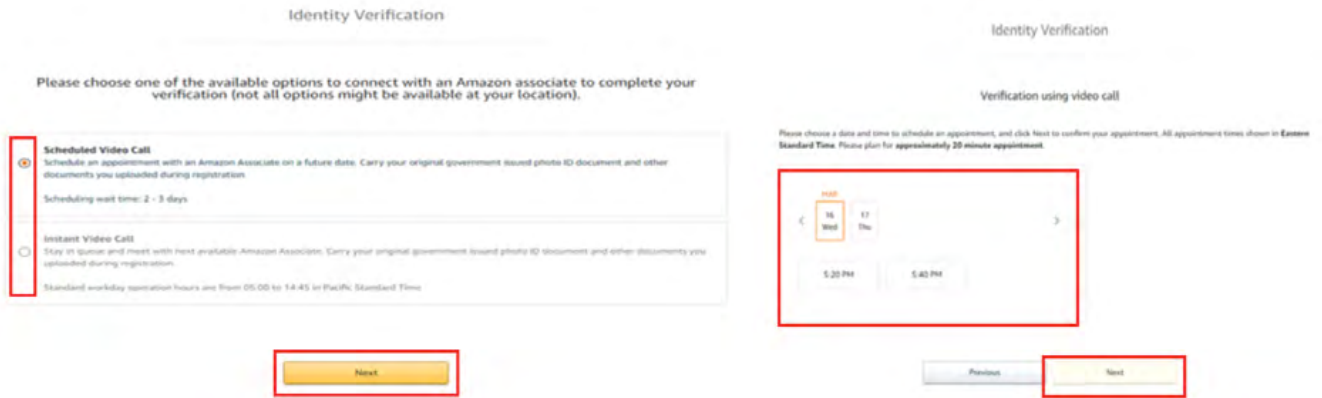 Identity Verification
Please choose one of the available options to connect with an Amazon associate to complete your
verification (not all options might be available at your location).
Scheduled Video Call
Schedule an appointment with an Amazon Associate on a future date. Carry your original government issued photo ID document and other
documents you uploaded during registration
Scheduling wait time: 2 - 3 days
Instant Video Call
Stay in queue and meet with next available Amazon Associate. Carry your original government issued photo ID document and other documents you
uploaded during registration
Standard workday operation hours are from 05:00 to 14:45 in Pacific Standard Time
Next
Identity Verification
Verification using video call
Please choose a date and time to schedule an appointment, and click Next to confirm your appointment. All appointment times shown in Eastern
Standard Time. Please plan for approximately 20 minute appointment.
MAR
16 17
Wed Thu
5:20 PM 5:40 PM
Previous Next